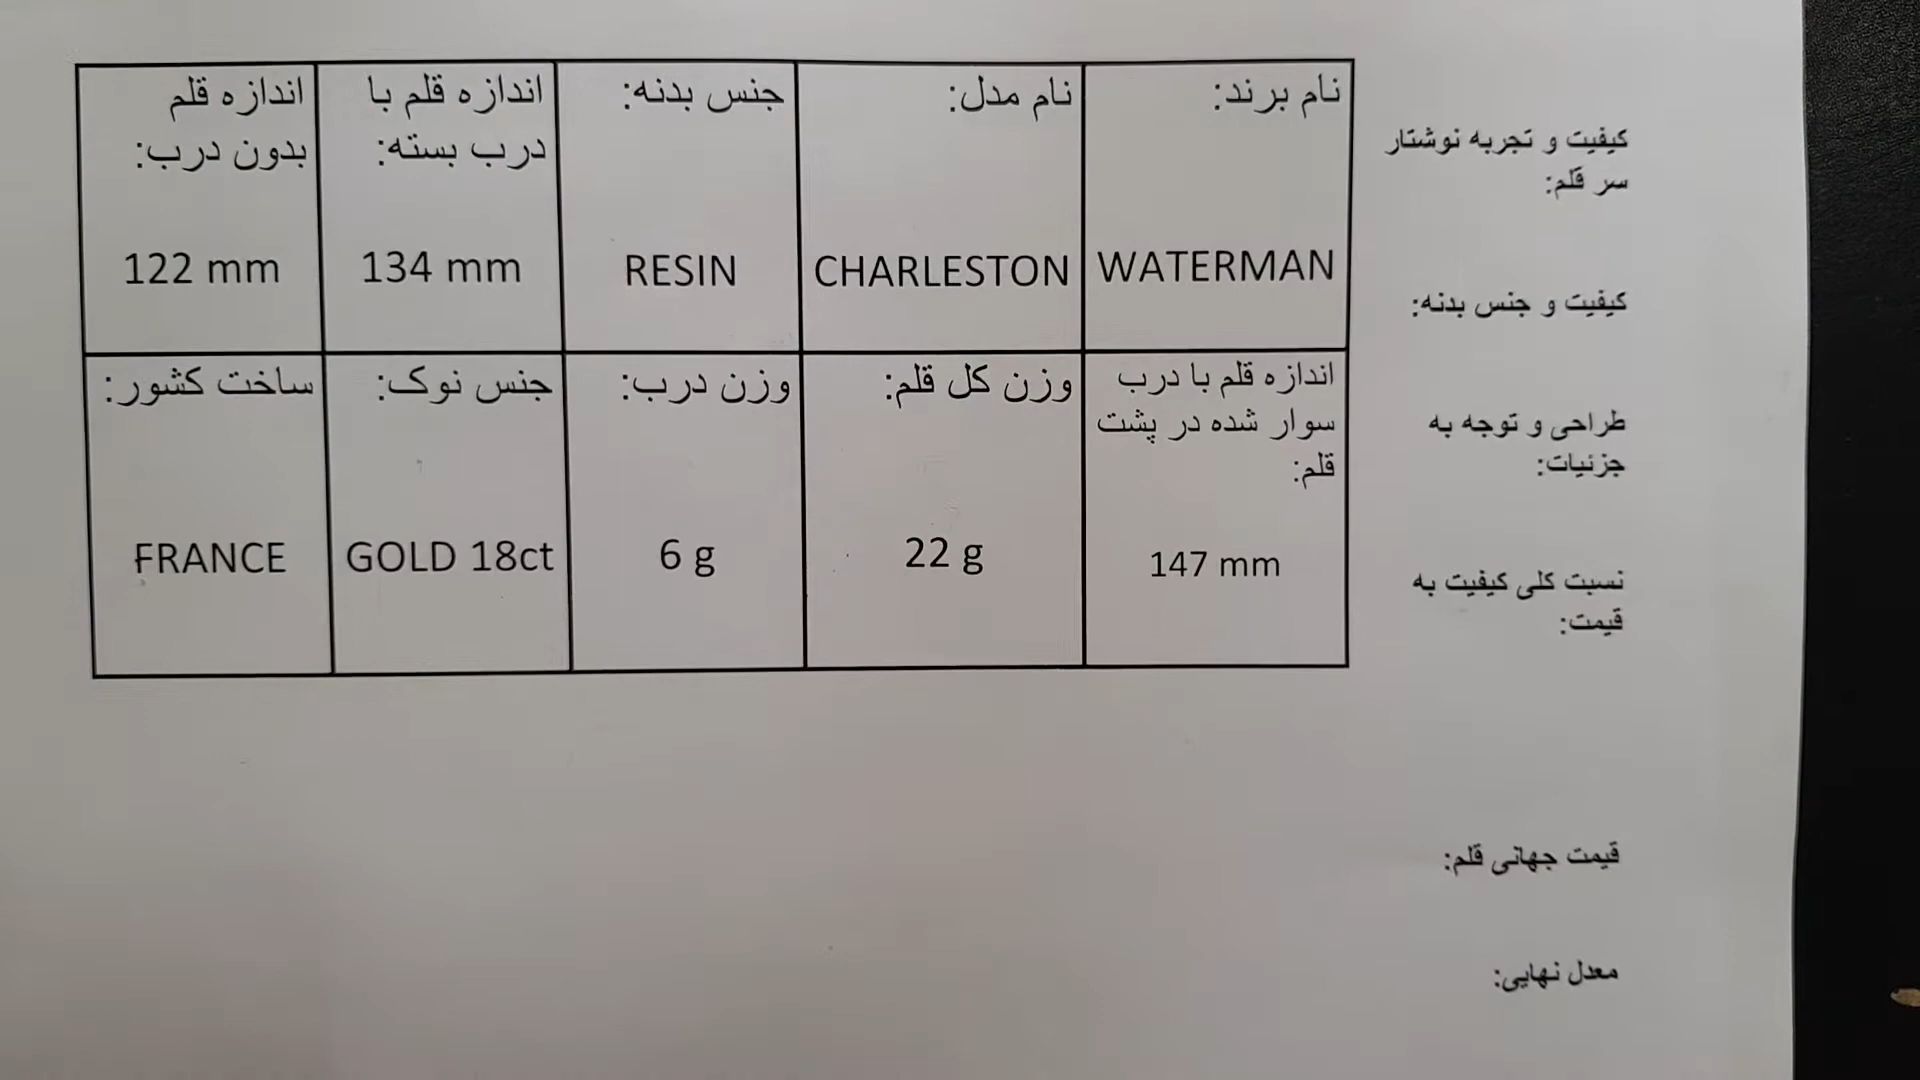 نام برند:
WATERMAN
نام مدل:
CHARLESTON
جنس بدنه:
RESIN
اندازه قلم با
درب بسته:
134 mm
اندازه قلم
بدون درب:
122 mm
اندازه قلم با درب
سوار شده در پشت
قلم:
147 mm
وزن کل قلم:
22 g
وزن درب:
6 g
جنس نوک:
GOLD 18ct
ساخت کشور:
FRANCE
کیفیت و تجربه نوشتار
سر قلم:
کیفیت و جنس بدنه:
طراحی و توجه به
جزئیات:
نسبت کلی کیفیت به
قیمت:
قیمت جهانی قلم:
معدل نهایی: